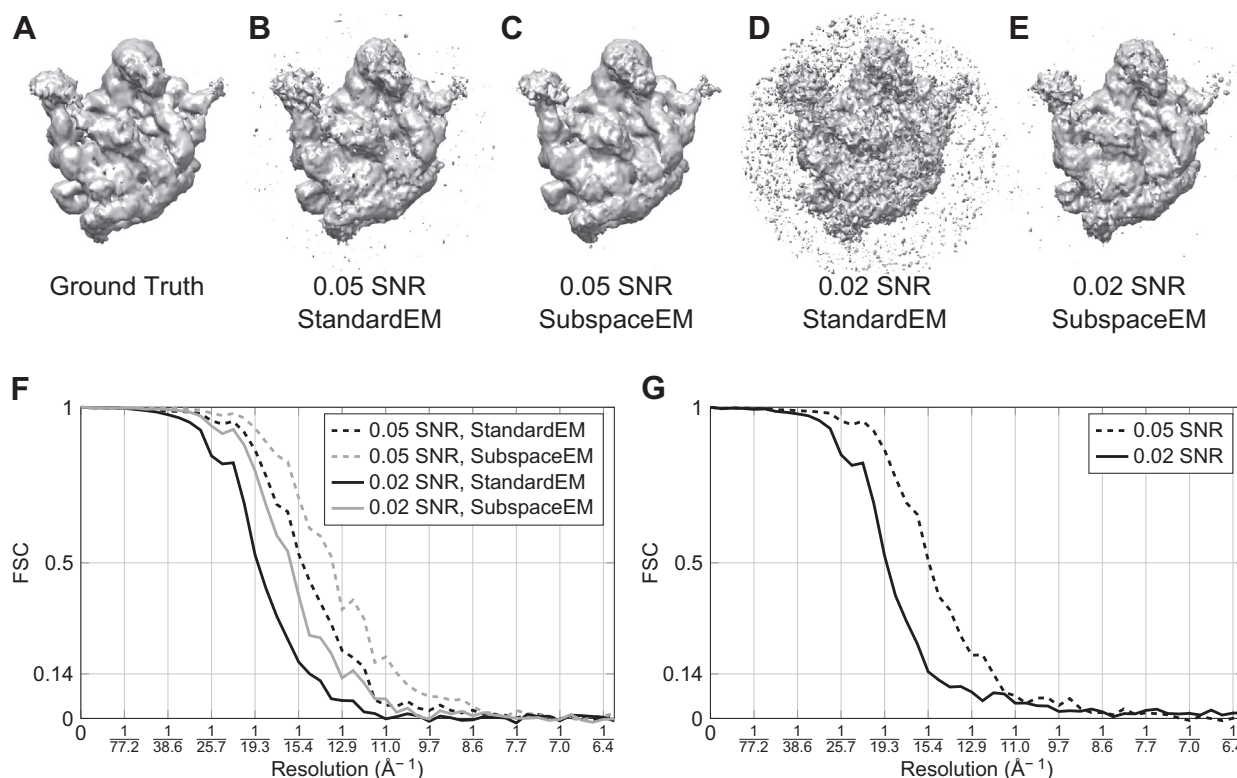 A
B
C
D
E
Ground Truth
0.05 SNR
StandardEM
0.05 SNR
SubspaceEM
0.02 SNR
StandardEM
0.02 SNR
SubspaceEM
F
1
0.5
0.14
0
FSC
0.05 SNR, StandardEM
0.05 SNR, SubspaceEM
0.02 SNR, StandardEM
0.02 SNR, SubspaceEM
0 1/77.2 1/38.6 1/25.7 1/19.3 1/15.4 1/12.9 1/11.0 1/9.7 1/8.6 1/7.7 1/7.0 1/6.4
Resolution (Å⁻¹)
G
1
0.5
0.14
0
FSC
0.05 SNR
0.02 SNR
0 1/77.2 1/38.6 1/25.7 1/19.3 1/15.4 1/12.9 1/11.0 1/9.7 1/8.6 1/7.7 1/7.0 1/6.4
Resolution (Å⁻¹)